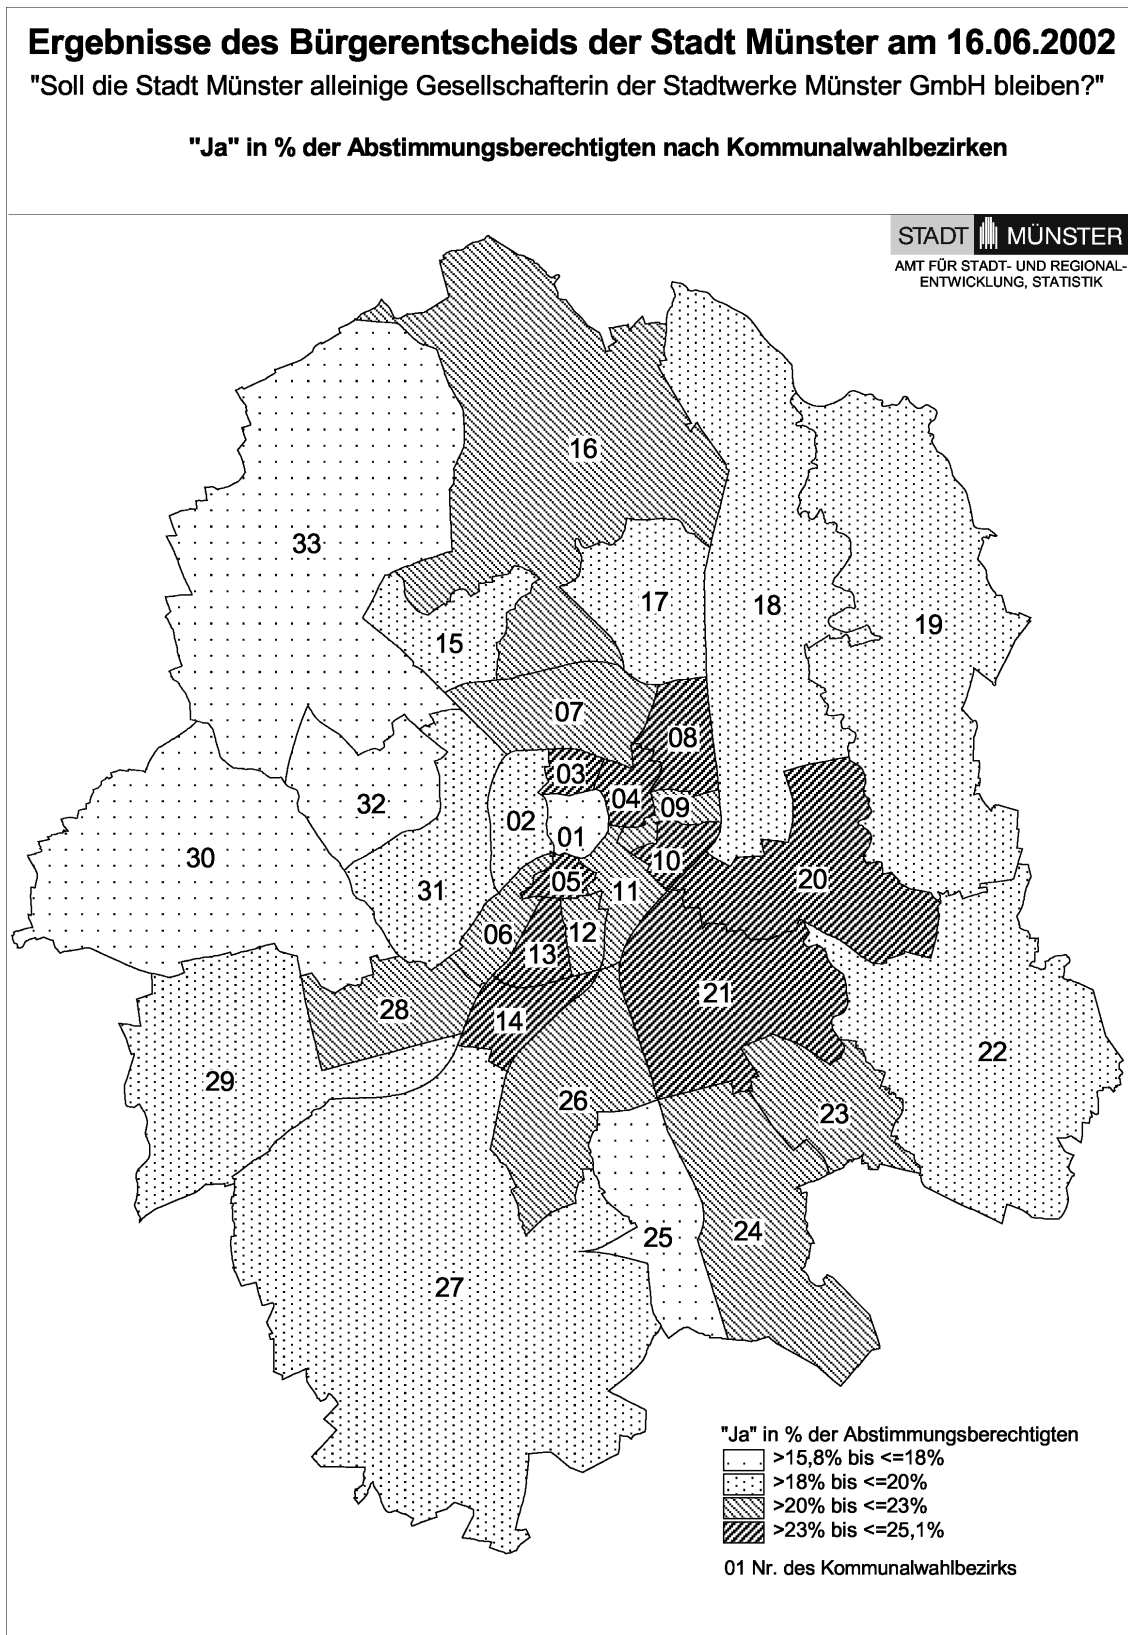 Ergebnisse des Bürgerentscheids der Stadt Münster am 16.06.2002
"Soll die Stadt Münster alleinige Gesellschafterin der Stadtwerke Münster GmbH bleiben?"
"Ja" in % der Abstimmungsberechtigten nach Kommunalwahlbezirken
STADT MÜNSTER
AMT FÜR STADT- UND REGIONAL-
ENTWICKLUNG, STATISTIK
16
33
17
18
19
15
07
08
03
04
09
32
02
01
30
10
20
31
05
11
06
12
13
21
28
14
22
29
26
23
24
25
27
"Ja" in % der Abstimmungsberechtigten
>15,8% bis <=18%
>18% bis <=20%
>20% bis <=23%
>23% bis <=25,1%
01 Nr. des Kommunalwahlbezirks